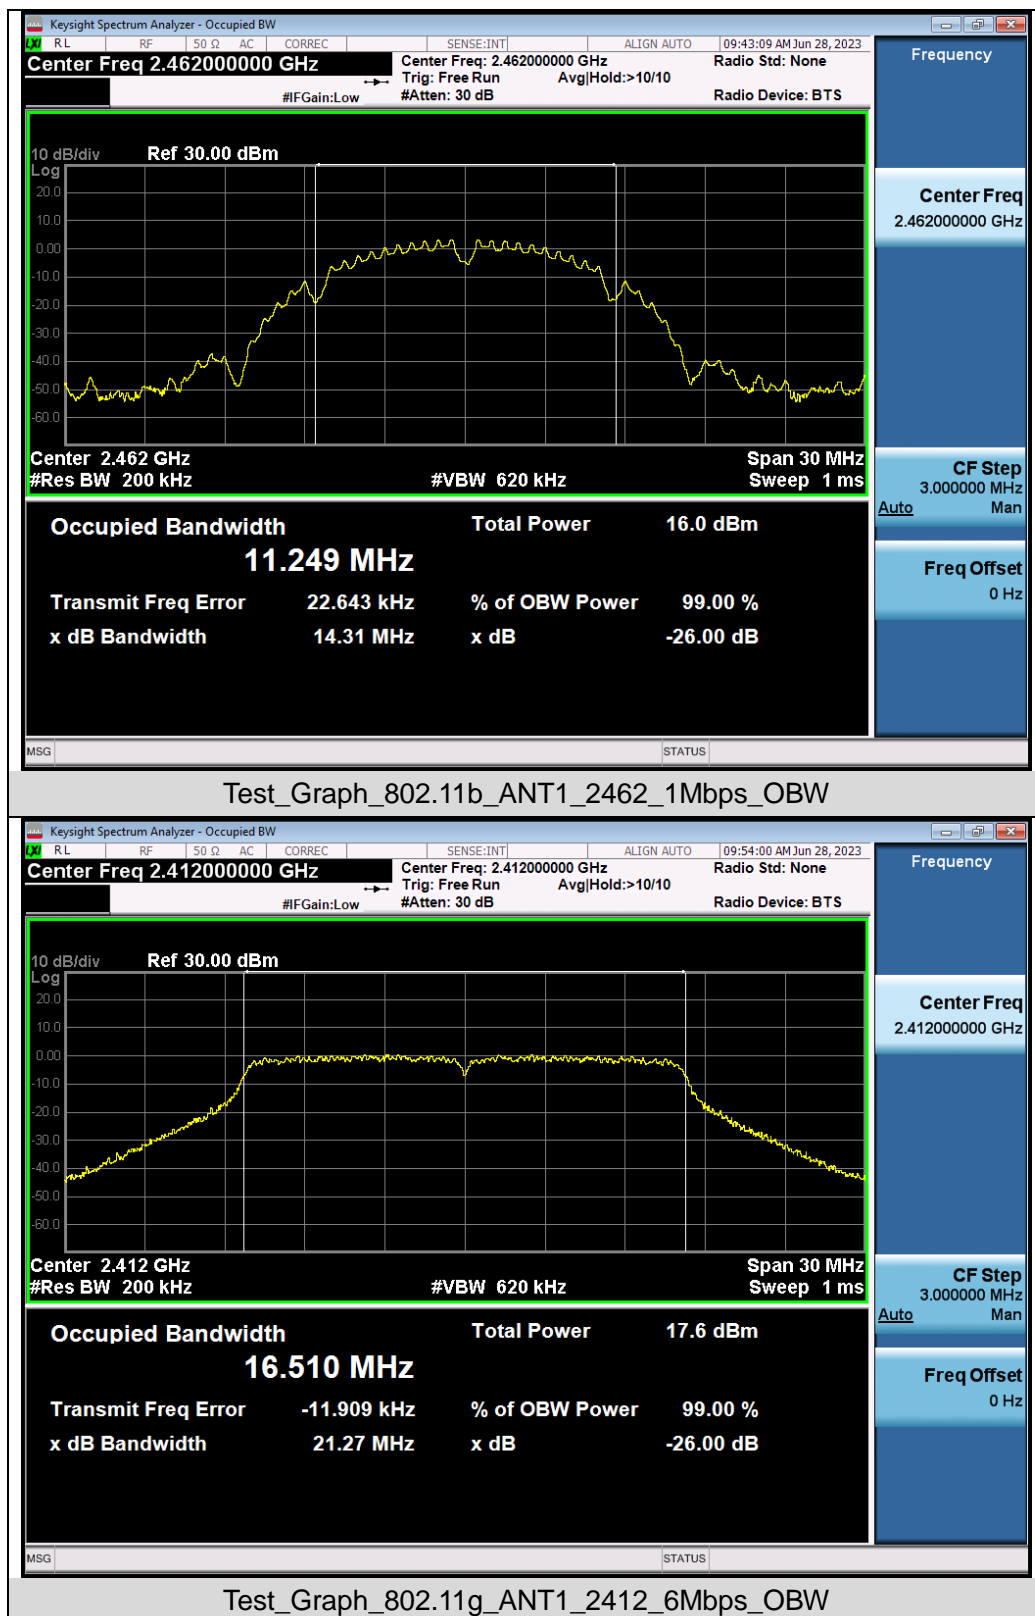 Keysight Spectrum Analyzer - Occupied BW
LXI RL RF 50 Ω AC CORREC SENSE:INT ALIGN AUTO 09:43:09 AM Jun 28, 2023
Center Freq 2.462000000 GHz
Center Freq: 2.462000000 GHz
Radio Std: None
Trig: Free Run Avg|Hold:>10/10
#IFGain:Low
#Atten: 30 dB
Radio Device: BTS
10 dB/div Ref 30.00 dBm
Log
20.0
10.0
0.00
-10.0
-20.0
-30.0
-40.0
-50.0
-60.0
Center 2.462 GHz Span 30 MHz
#Res BW 200 kHz #VBW 620 kHz Sweep 1 ms
Occupied Bandwidth Total Power 16.0 dBm
11.249 MHz
Transmit Freq Error 22.643 kHz % of OBW Power 99.00 %
x dB Bandwidth 14.31 MHz x dB -26.00 dB
MSG STATUS
Frequency
Center Freq
2.462000000 GHz
CF Step
3.000000 MHz
Auto Man
Freq Offset
0 Hz
Test_Graph_802.11b_ANT1_2462_1Mbps_OBW
Keysight Spectrum Analyzer - Occupied BW
LXI RL RF 50 Ω AC CORREC SENSE:INT ALIGN AUTO 09:54:00 AM Jun 28, 2023
Center Freq 2.412000000 GHz
Center Freq: 2.412000000 GHz
Radio Std: None
Trig: Free Run Avg|Hold:>10/10
#IFGain:Low
#Atten: 30 dB
Radio Device: BTS
10 dB/div Ref 30.00 dBm
Log
20.0
10.0
0.00
-10.0
-20.0
-30.0
-40.0
-50.0
-60.0
Center 2.412 GHz Span 30 MHz
#Res BW 200 kHz #VBW 620 kHz Sweep 1 ms
Occupied Bandwidth Total Power 17.6 dBm
16.510 MHz
Transmit Freq Error -11.909 kHz % of OBW Power 99.00 %
x dB Bandwidth 21.27 MHz x dB -26.00 dB
MSG STATUS
Frequency
Center Freq
2.412000000 GHz
CF Step
3.000000 MHz
Auto Man
Freq Offset
0 Hz
Test_Graph_802.11g_ANT1_2412_6Mbps_OBW